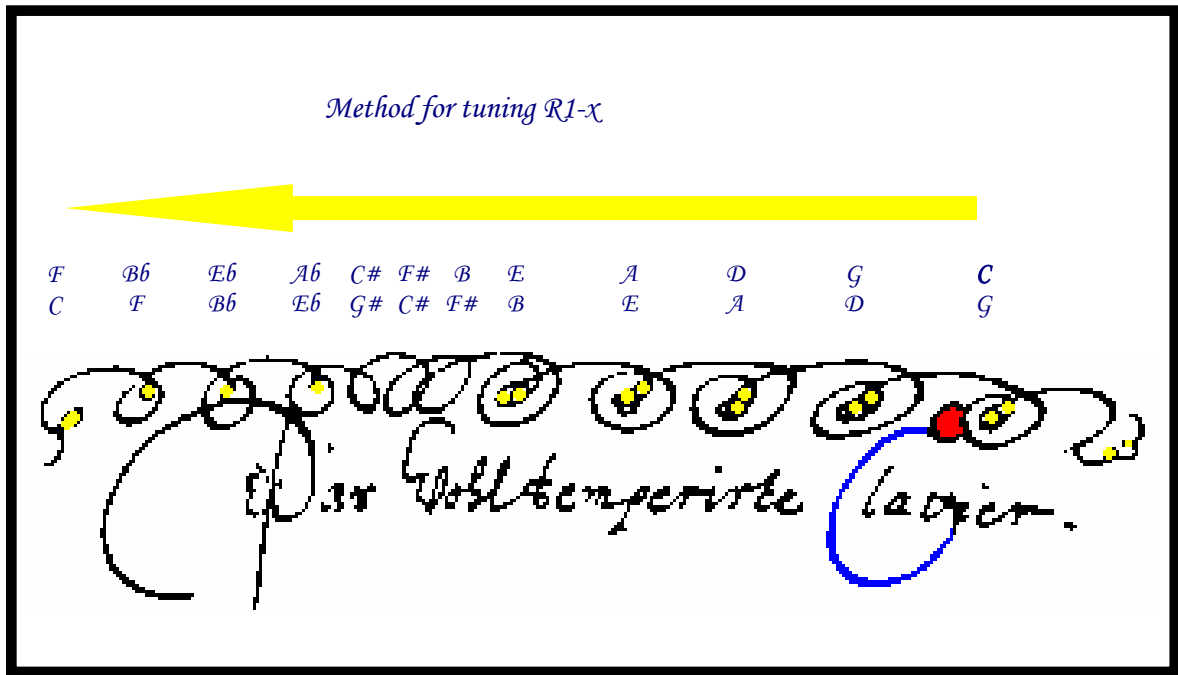 Method for tuning R1-x
F Bb Eb Ab C# F# B E A D G C
C F Bb Eb G# C# F# B E A D G
Das Wohltemperirte Clavier.